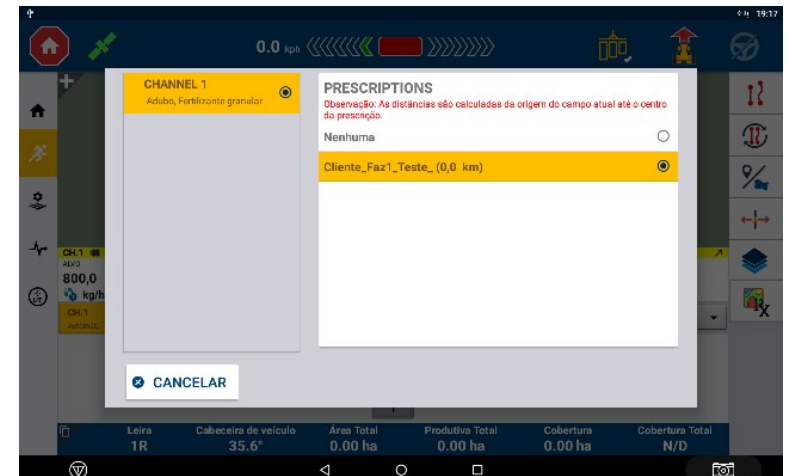 19:17
0.0 kph
CHANNEL 1
Adubo, Fertilizante granular
PRESCRIPTIONS
Observação: As distâncias são calculadas da origem do campo atual até o centro
da prescrição.
Nenhuma
Cliente_Faz1_Teste_ (0,0 km)
CH.1
ALVO
800,0
kg/h
CH.1
Automát
CANCELAR
Rx
Leira
1R
Cabeceira de veículo
35.6°
Área Total
0.00 ha
Produtiva Total
0.00 ha
Cobertura
0.00 ha
Cobertura Total
N/D